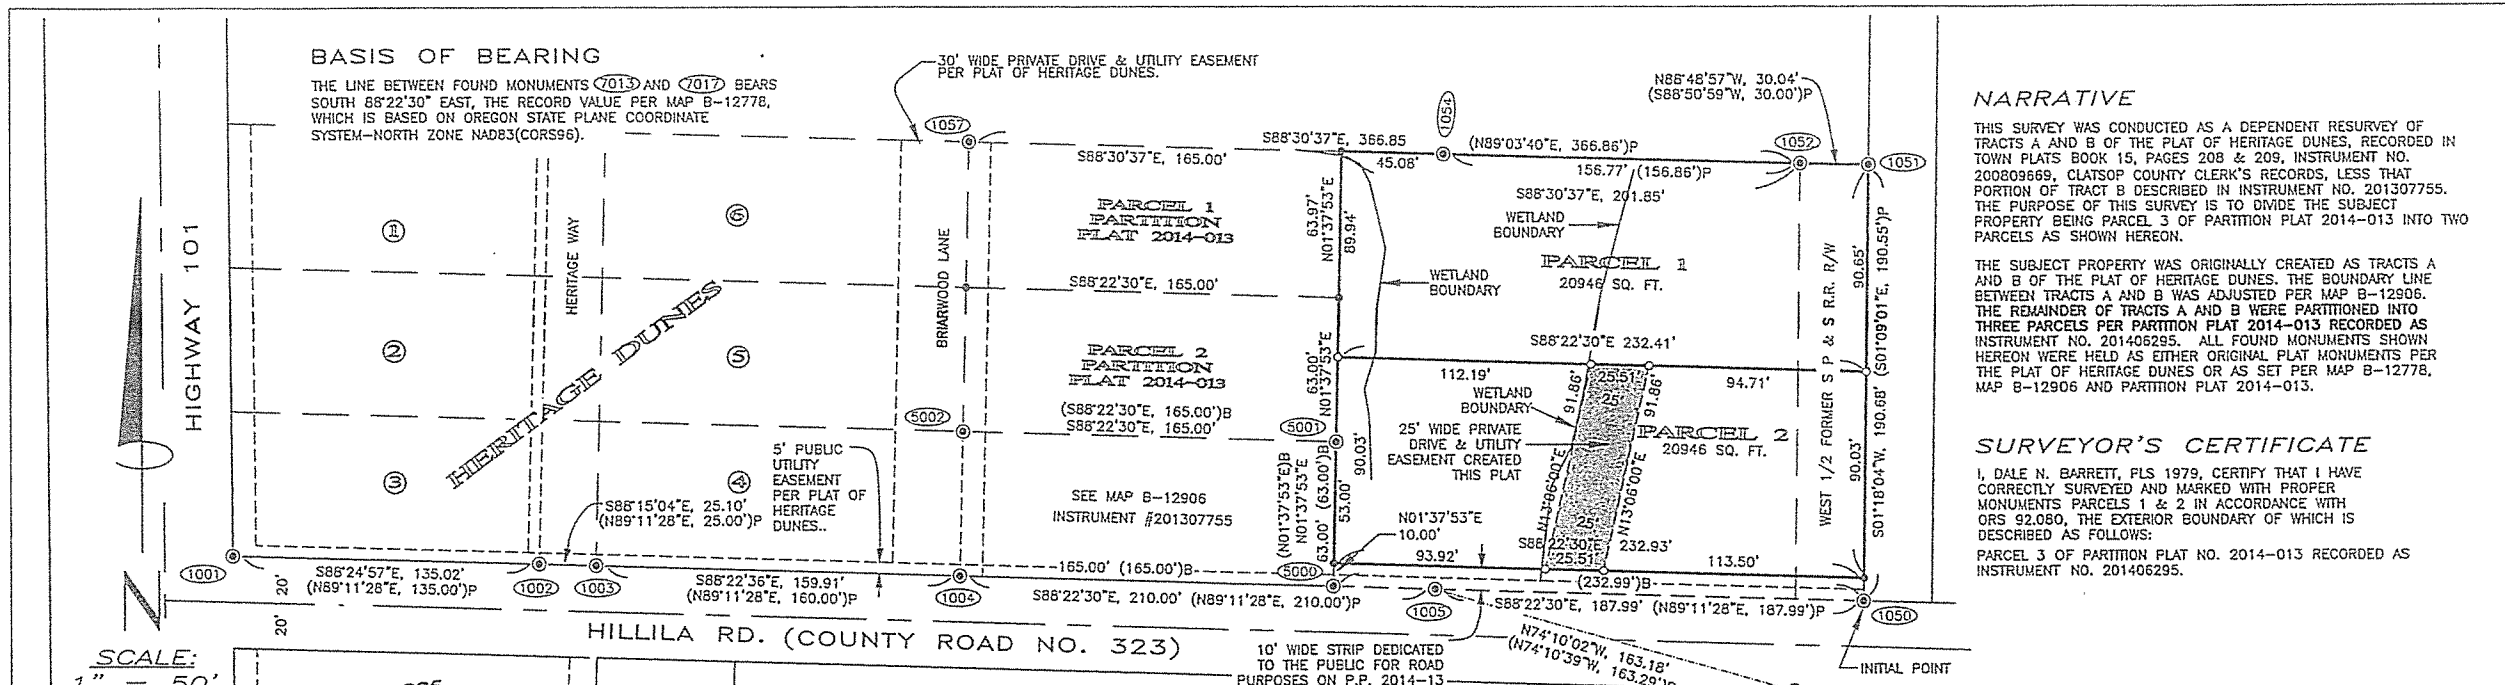 BASIS OF BEARING
THE LINE BETWEEN FOUND MONUMENTS 7013 AND 7017 BEARS
SOUTH 88°22'30" EAST, THE RECORD VALUE PER MAP B-12778,
WHICH IS BASED ON OREGON STATE PLANE COORDINATE
SYSTEM-NORTH ZONE NAD83(CORS96).
30' WIDE PRIVATE DRIVE & UTILITY EASEMENT
PER PLAT OF HERITAGE DUNES.
HIGHWAY 101
N
SCALE:
1" = 50'
1
2
3
HERITAGE WAY
HERITAGE DUNES
6
5
4
BRIARWOOD LANE
1057
5002
S88°30'37"E, 165.00'
PARCEL 1
PARTITION
PLAT 2014-013
S88°22'30"E, 165.00'
PARCEL 2
PARTITION
PLAT 2014-013
(S88°22'30"E, 165.00')B
S88°22'30"E, 165.00'
SEE MAP B-12906
INSTRUMENT #201307755
5' PUBLIC
UTILITY
EASEMENT
PER PLAT OF
HERITAGE
DUNES..
S88°15'04"E, 25.10'
(N89°11'28"E, 25.00')P
1001
S88°24'57"E, 135.02'
(N89°11'28"E, 135.00')P
1002
1003
S88°22'36"E, 159.91'
(N89°11'28"E, 160.00')P
1004
165.00' (165.00')B
S88°22'30"E, 210.00' (N89°11'28"E, 210.00')P
20'
20'
HILLILA RD. (COUNTY ROAD NO. 323)
S88°30'37"E, 366.85
(N89°03'40"E, 366.86')P
1054
45.08'
156.77' (156.86')P
S88°30'37"E, 201.85'
N88°48'57"W, 30.04'
(S88°50'59"W, 30.00')P
1052
1051
63.97'
N01°37'53"E
89.94'
WETLAND
BOUNDARY
WETLAND
BOUNDARY
PARCEL 1
20946 SQ. FT.
S88°22'30"E 232.41'
112.19'
25.51'
94.71'
63.00'
N01°37'53"E
5001
90.03'
WETLAND
BOUNDARY
91.86'
25'
91.86'
25' WIDE PRIVATE
DRIVE & UTILITY
EASEMENT CREATED
THIS PLAT
PARCEL 2
20946 SQ. FT.
N13°06'00"E
N13°06'00"E
(N01°37'53"E)B
N01°37'53"E
63.00' (63.00')B
53.00'
N01°37'53"E
10.00'
93.92'
25'
S88°22'30"E 232.93'
25.51'
113.50'
(232.99')B
5000
1005
S88°22'30"E, 187.99' (N89°11'28"E, 187.99')P
1050
N74°10'02"W, 163.18'
(N74°10'39"W, 163.29')P
10' WIDE STRIP DEDICATED
TO THE PUBLIC FOR ROAD
PURPOSES ON P.P. 2014-13
INITIAL POINT
WEST 1/2 FORMER S P & S R.R. R/W
90.65'
90.03'
S01°18'04"W, 190.68' (S01°09'01"E, 190.55')P
NARRATIVE
THIS SURVEY WAS CONDUCTED AS A DEPENDENT RESURVEY OF
TRACTS A AND B OF THE PLAT OF HERITAGE DUNES, RECORDED IN
TOWN PLATS BOOK 15, PAGES 208 & 209, INSTRUMENT NO.
200809669, CLATSOP COUNTY CLERK'S RECORDS, LESS THAT
PORTION OF TRACT B DESCRIBED IN INSTRUMENT NO. 201307755.
THE PURPOSE OF THIS SURVEY IS TO DIVIDE THE SUBJECT
PROPERTY BEING PARCEL 3 OF PARTITION PLAT 2014-013 INTO TWO
PARCELS AS SHOWN HEREON.
THE SUBJECT PROPERTY WAS ORIGINALLY CREATED AS TRACTS A
AND B OF THE PLAT OF HERITAGE DUNES. THE BOUNDARY LINE
BETWEEN TRACTS A AND B WAS ADJUSTED PER MAP B-12906.
THE REMAINDER OF TRACTS A AND B WERE PARTITIONED INTO
THREE PARCELS PER PARTITION PLAT 2014-013 RECORDED AS
INSTRUMENT NO. 201406295. ALL FOUND MONUMENTS SHOWN
HEREON WERE HELD AS EITHER ORIGINAL PLAT MONUMENTS PER
THE PLAT OF HERITAGE DUNES OR AS SET PER MAP B-12778,
MAP B-12906 AND PARTITION PLAT 2014-013.
SURVEYOR'S CERTIFICATE
I, DALE N. BARRETT, PLS 1979, CERTIFY THAT I HAVE
CORRECTLY SURVEYED AND MARKED WITH PROPER
MONUMENTS PARCELS 1 & 2 IN ACCORDANCE WITH
ORS 92.080, THE EXTERIOR BOUNDARY OF WHICH IS
DESCRIBED AS FOLLOWS:
PARCEL 3 OF PARTITION PLAT NO. 2014-013 RECORDED AS
INSTRUMENT NO. 201406295.